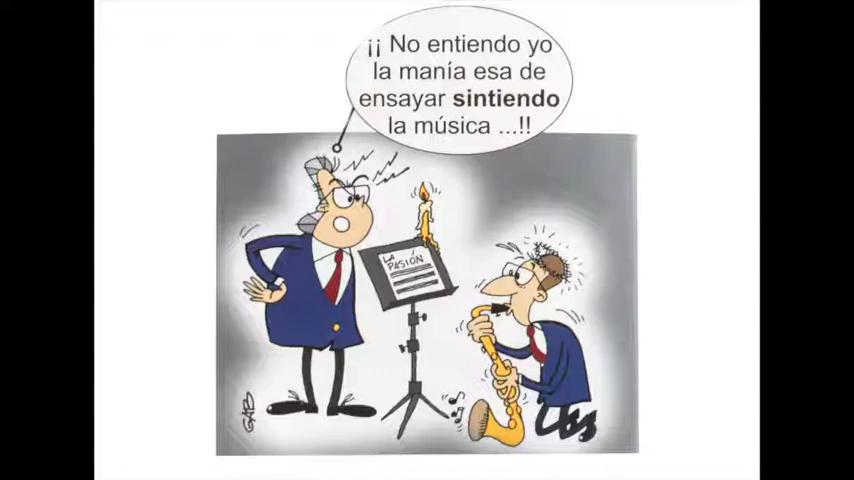 ¡¡ No entiendo yo
la manía esa de
ensayar sintiendo
la música ...!!
LA
PASIÓN
GAB